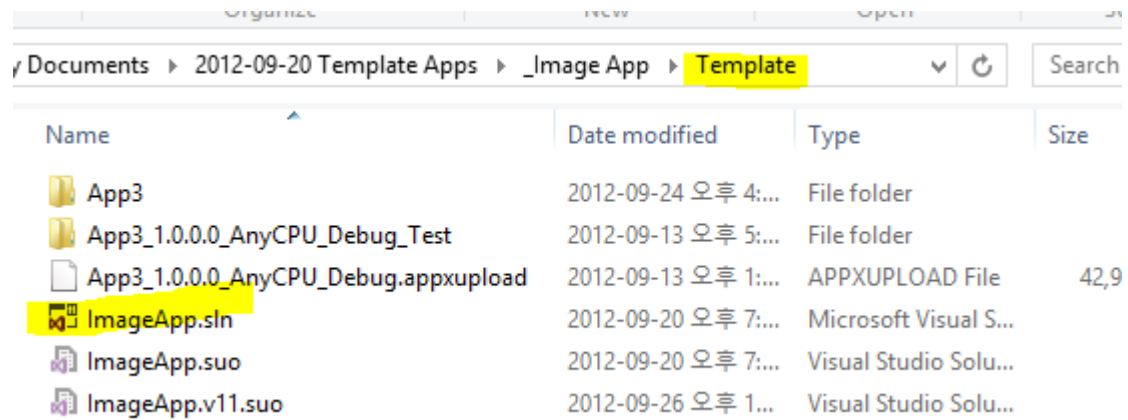 Organize New Open
y Documents ▸ 2012-09-20 Template Apps ▸ _Image App ▸ Template Search
Name Date modified Type Size
App3 2012-09-24 오후 4:... File folder
App3_1.0.0.0_AnyCPU_Debug_Test 2012-09-13 오후 5:... File folder
App3_1.0.0.0_AnyCPU_Debug.appxupload 2012-09-13 오후 1:... APPXUPLOAD File 42,9
ImageApp.sln 2012-09-20 오후 7:... Microsoft Visual S...
ImageApp.suo 2012-09-20 오후 7:... Visual Studio Solu...
ImageApp.v11.suo 2012-09-26 오후 1... Visual Studio Solu...